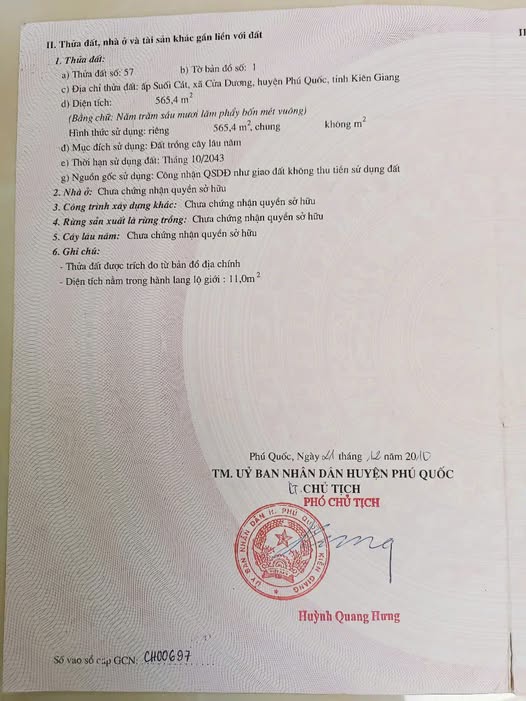 II. Thửa đất, nhà ở và tài sản khác gắn liền với đất
1. Thửa đất:
a) Thửa đất số: 57 b) Tờ bản đồ số: 1
c) Địa chỉ thửa đất: ấp Suối Cát, xã Cửa Dương, huyện Phú Quốc, tỉnh Kiên Giang
d) Diện tích: 565,4 m²
(Bằng chữ: Năm trăm sáu mươi lăm phẩy bốn mét vuông)
Hình thức sử dụng: riêng 565,4 m², chung không m²
đ) Mục đích sử dụng: Đất trồng cây lâu năm
e) Thời hạn sử dụng đất: Tháng 10/2043
g) Nguồn gốc sử dụng: Công nhận QSDĐ như giao đất không thu tiền sử dụng đất
2. Nhà ở: Chưa chứng nhận quyền sở hữu
3. Công trình xây dựng khác: Chưa chứng nhận quyền sở hữu
4. Rừng sản xuất là rừng trồng: Chưa chứng nhận quyền sở hữu
5. Cây lâu năm: Chưa chứng nhận quyền sở hữu
6. Ghi chú:
- Thửa đất được trích đo từ bản đồ địa chính
- Diện tích nằm trong hành lang lộ giới : 11,0m²
Phú Quốc, Ngày 21 tháng 12 năm 2010
TM. UỶ BAN NHÂN DÂN HUYỆN PHÚ QUỐC
KT CHỦ TỊCH
PHÓ CHỦ TỊCH
ỦY BAN NHÂN DÂN H. PHÚ QUỐC T. KIÊN GIANG
Huỳnh Quang Hưng
Số vào sổ cấp GCN: CH00697